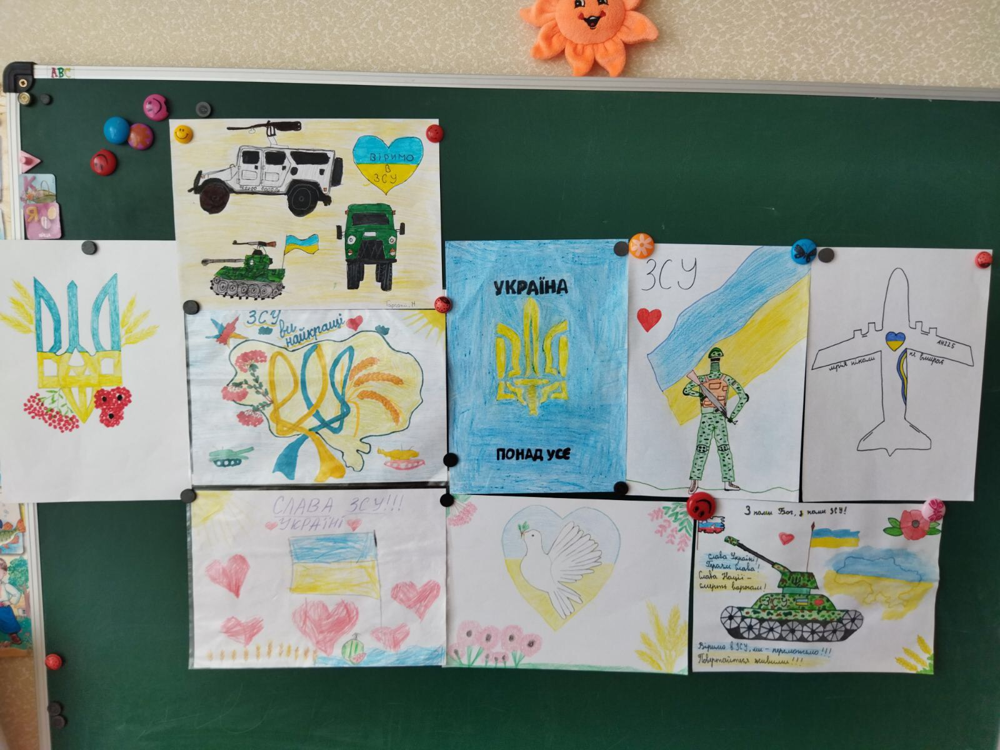 ABC
К
Я
ЯЙЦА
ВІРИМО
В
ЗСУ
ЗСУ
ви
найкращі
УКРАЇНА
ПОНАД УСЕ
ЗСУ
АН225
мрія ніколи
не вмирає
СЛАВА ЗСУ!!!
УКРАЇНІ
З нами Бог, з нами ЗСУ!
Слава Україні!
Героям Слава!
Слава Нації -
смерть ворогам!
ЗСУ
Віримо в ЗСУ, ми - переможемо!!!
Повертайтеся живими!!!